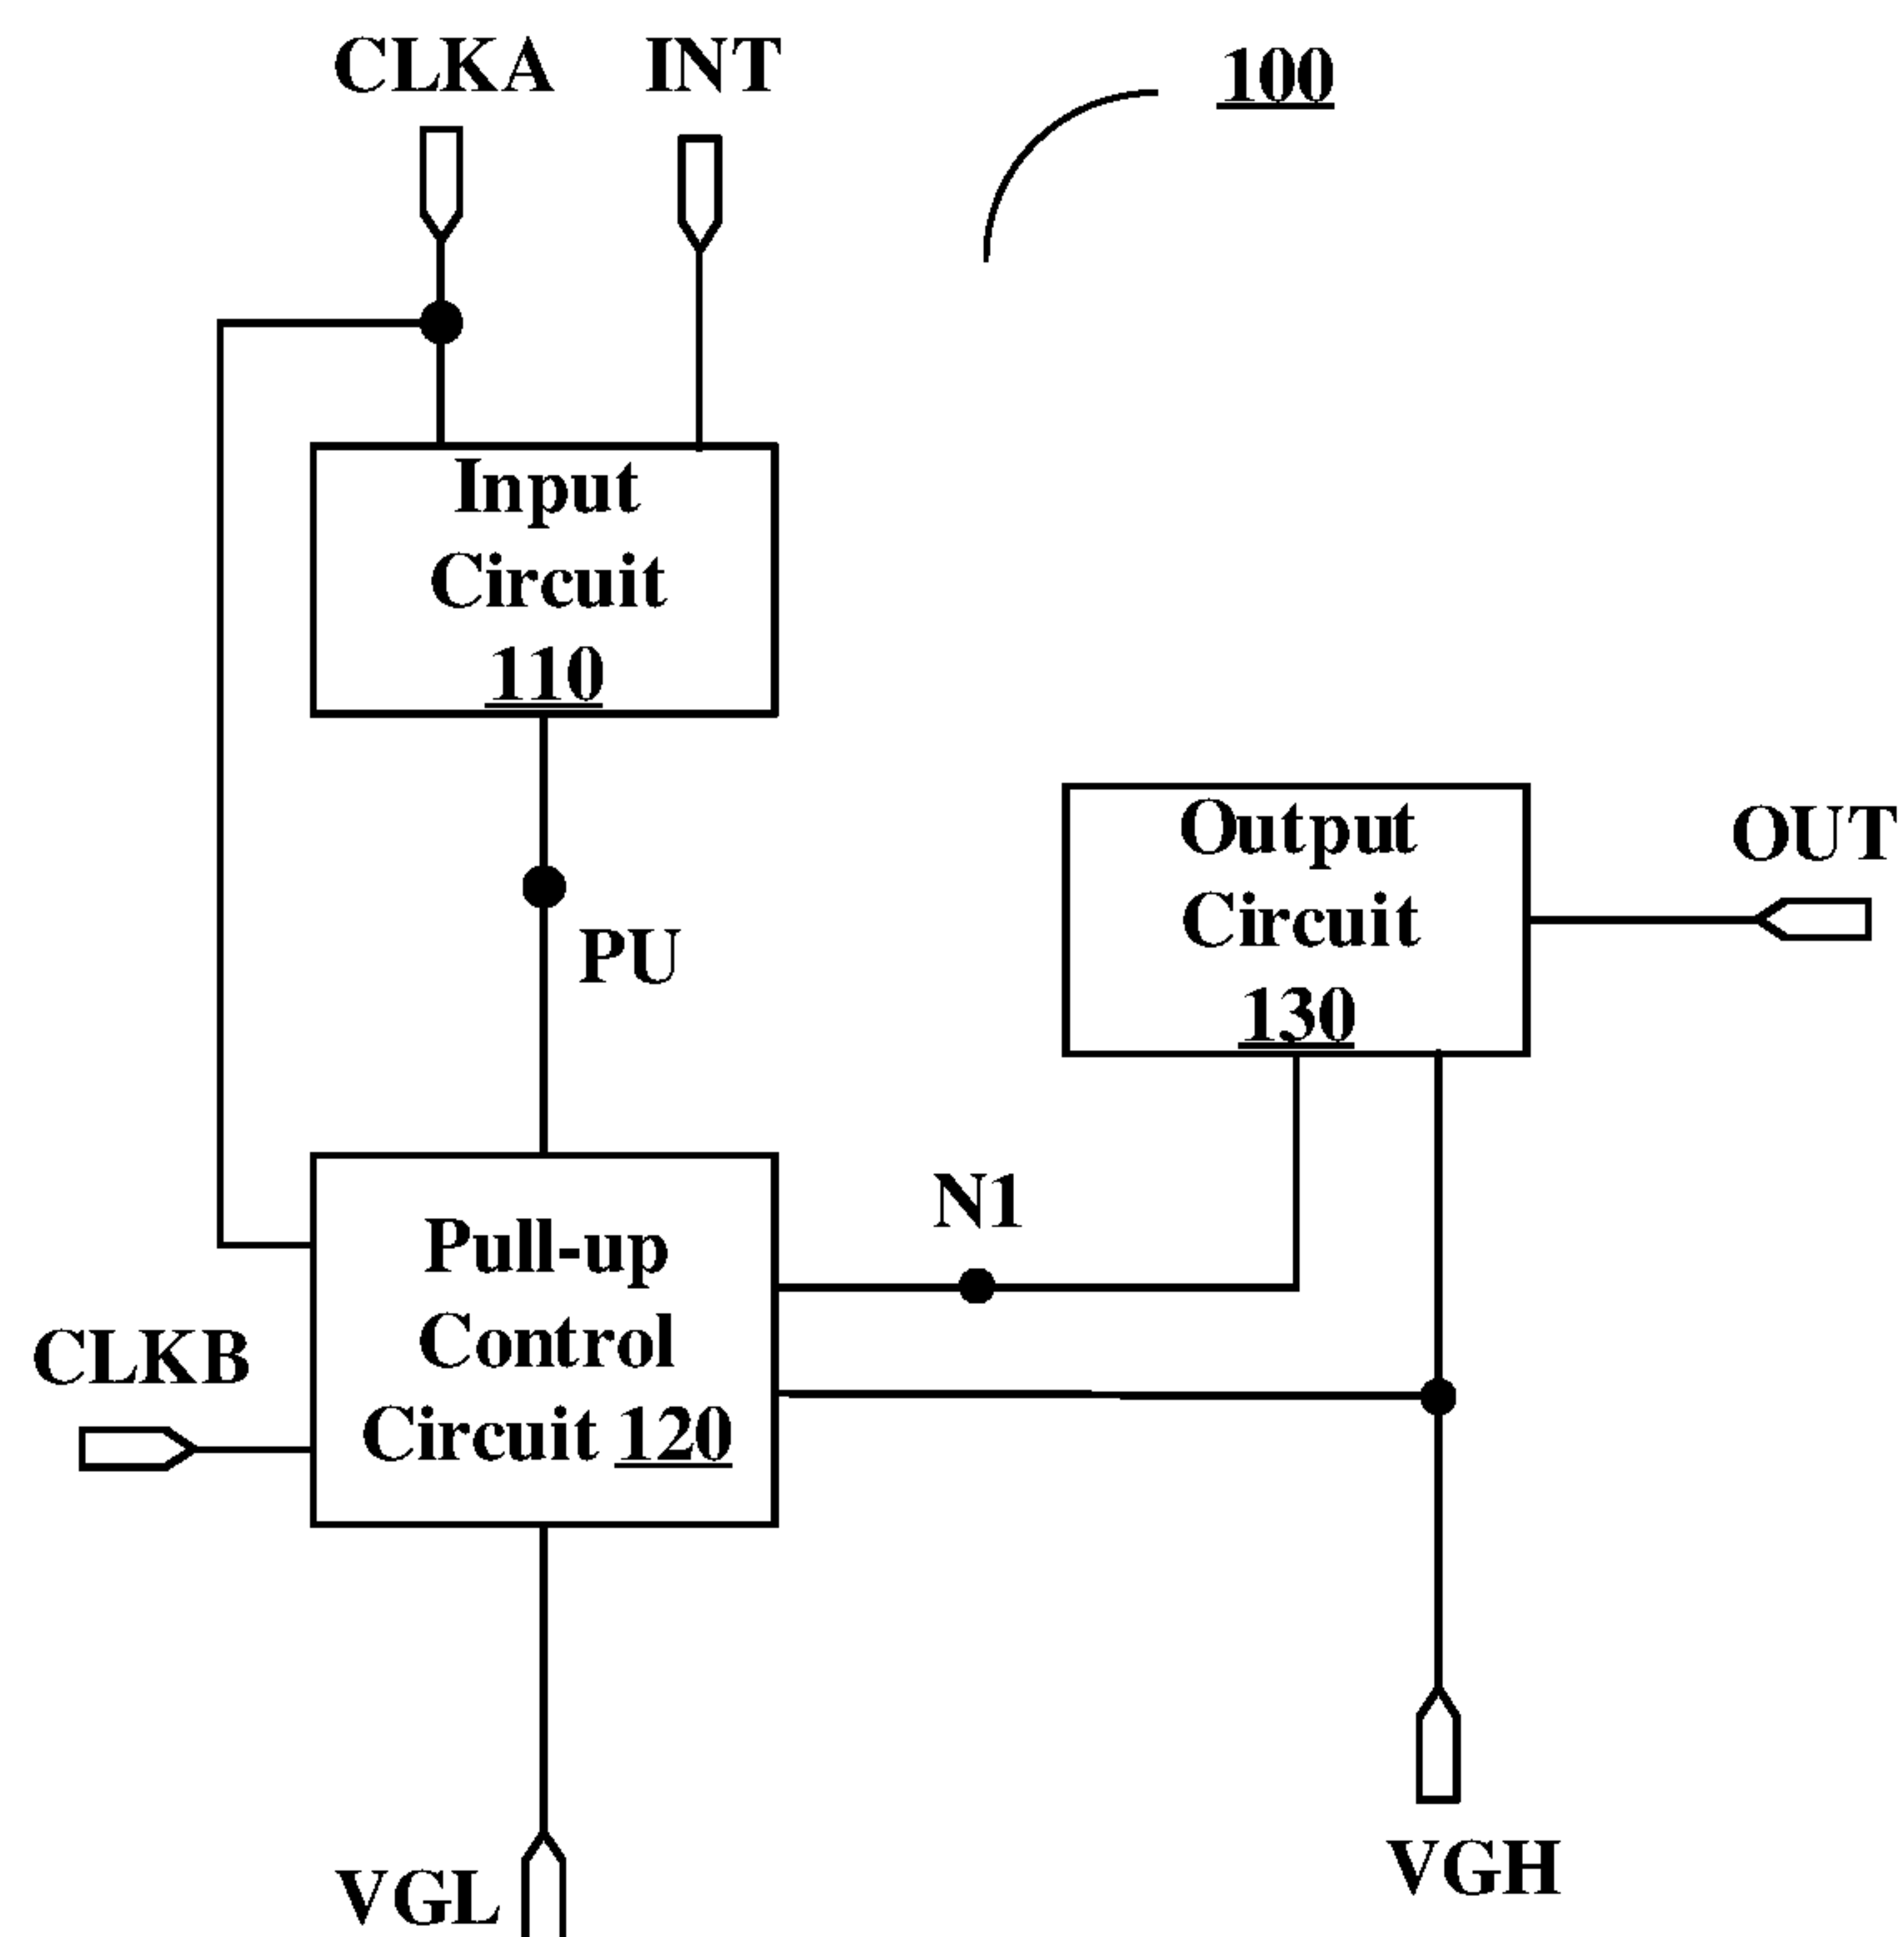 CLKA INT 100
Input
Circuit
110
Output
Circuit
130
OUT
PU
N1
Pull-up
Control
Circuit 120
CLKB
VGH
VGL